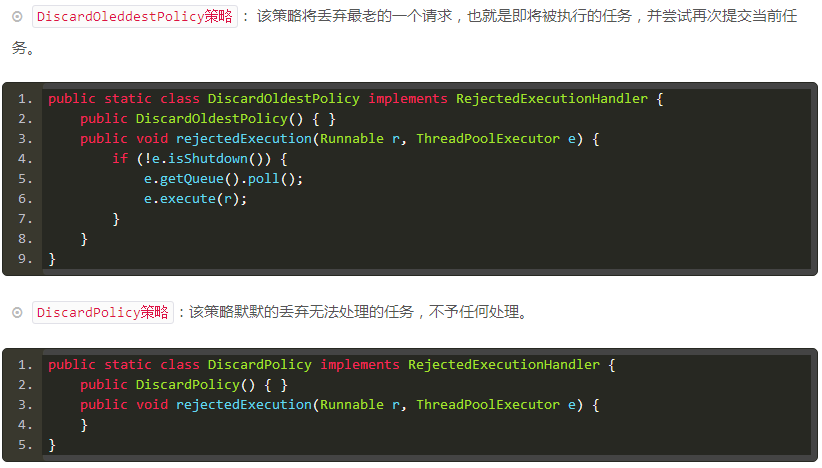 DiscardOleddestPolicy策略 ： 该策略将丢弃最老的一个请求，也就是即将被执行的任务，并尝试再次提交当前任
务。
1. public static class DiscardOldestPolicy implements RejectedExecutionHandler {
2.     public DiscardOldestPolicy() { }
3.     public void rejectedExecution(Runnable r, ThreadPoolExecutor e) {
4.         if (!e.isShutdown()) {
5.             e.getQueue().poll();
6.             e.execute(r);
7.         }
8.     }
9. }
DiscardPolicy策略 ：该策略默默的丢弃无法处理的任务，不予任何处理。
1. public static class DiscardPolicy implements RejectedExecutionHandler {
2.     public DiscardPolicy() { }
3.     public void rejectedExecution(Runnable r, ThreadPoolExecutor e) {
4.     }
5. }